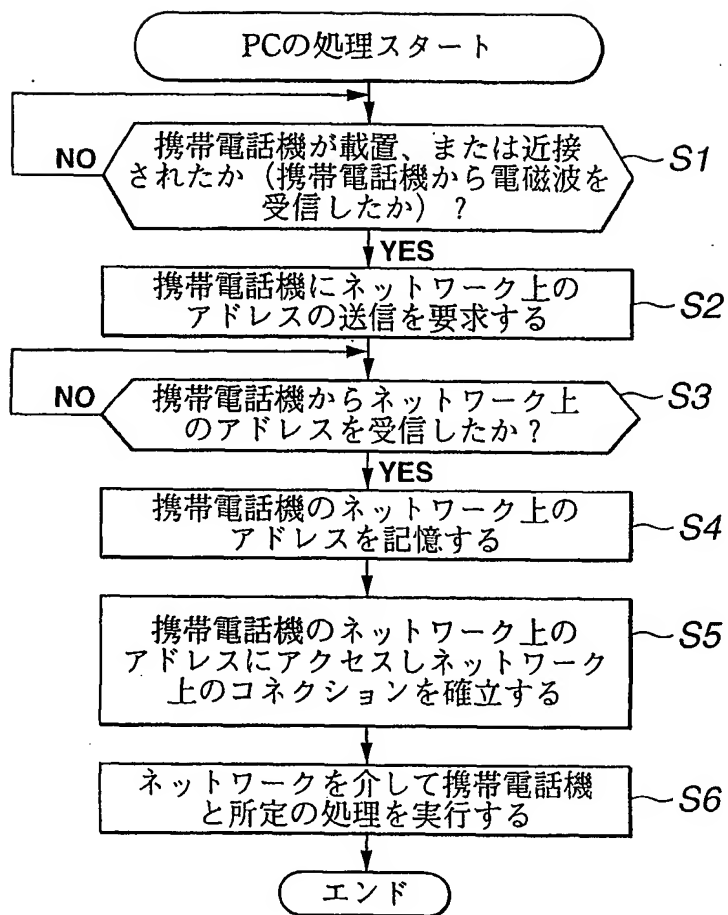 PCの処理スタート
NO
携帯電話機が載置、または近接
されたか（携帯電話機から電磁波を
受信したか）？
S1
YES
携帯電話機にネットワーク上の
アドレスの送信を要求する
S2
NO
携帯電話機からネットワーク上
のアドレスを受信したか？
S3
YES
携帯電話機のネットワーク上の
アドレスを記憶する
S4
携帯電話機のネットワーク上の
アドレスにアクセスしネットワーク
上のコネクションを確立する
S5
ネットワークを介して携帯電話機
と所定の処理を実行する
S6
エンド